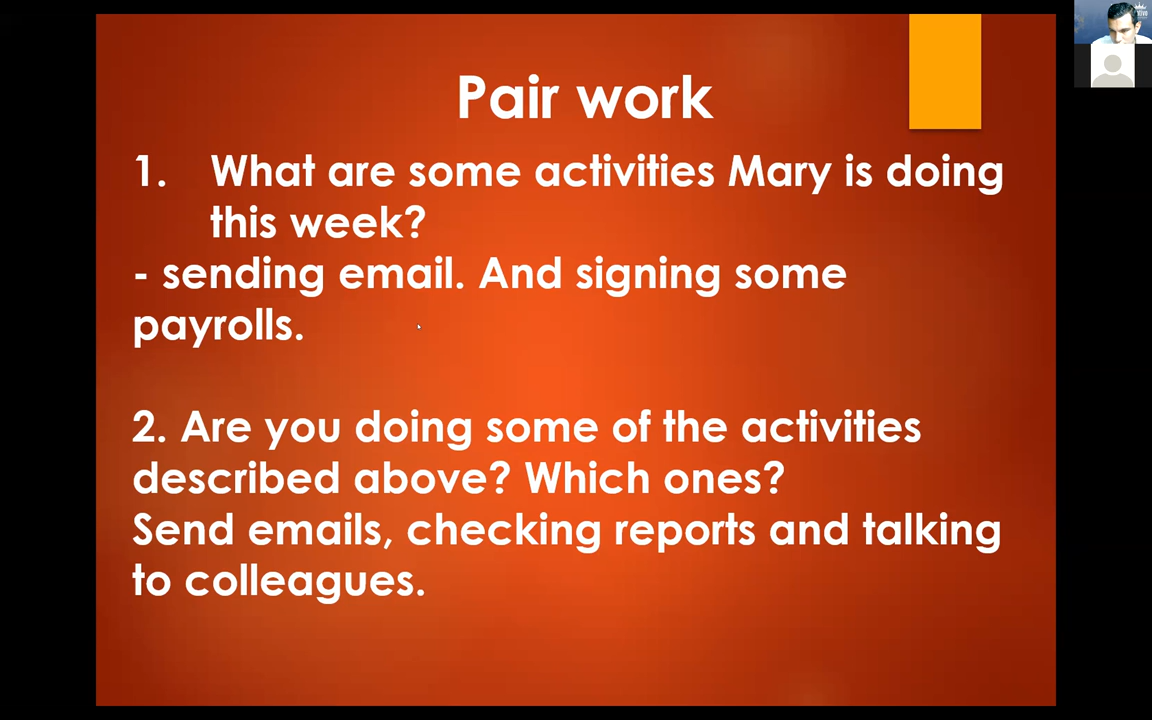 Pair work
1. What are some activities Mary is doing
this week?
- sending email. And signing some
payrolls.
2. Are you doing some of the activities
described above? Which ones?
Send emails, checking reports and talking
to colleagues.